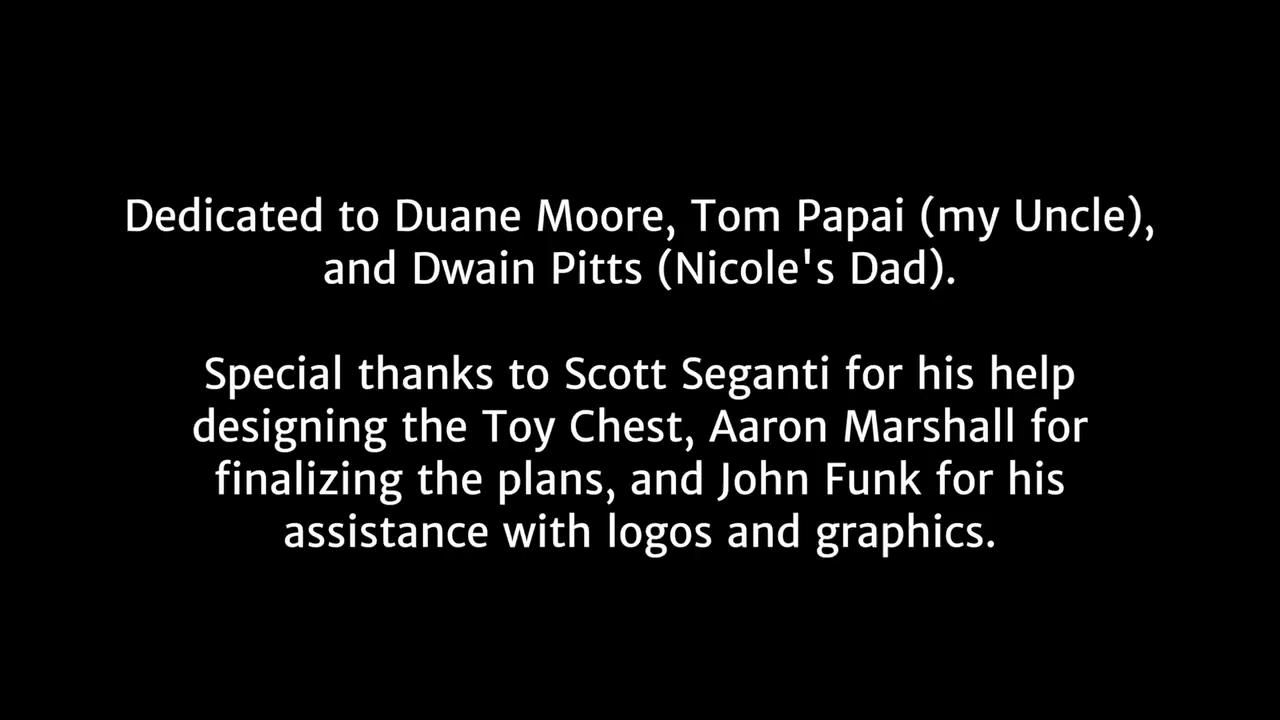 Dedicated to Duane Moore, Tom Papai (my Uncle),
and Dwain Pitts (Nicole's Dad).
Special thanks to Scott Seganti for his help
designing the Toy Chest, Aaron Marshall for
finalizing the plans, and John Funk for his
assistance with logos and graphics.